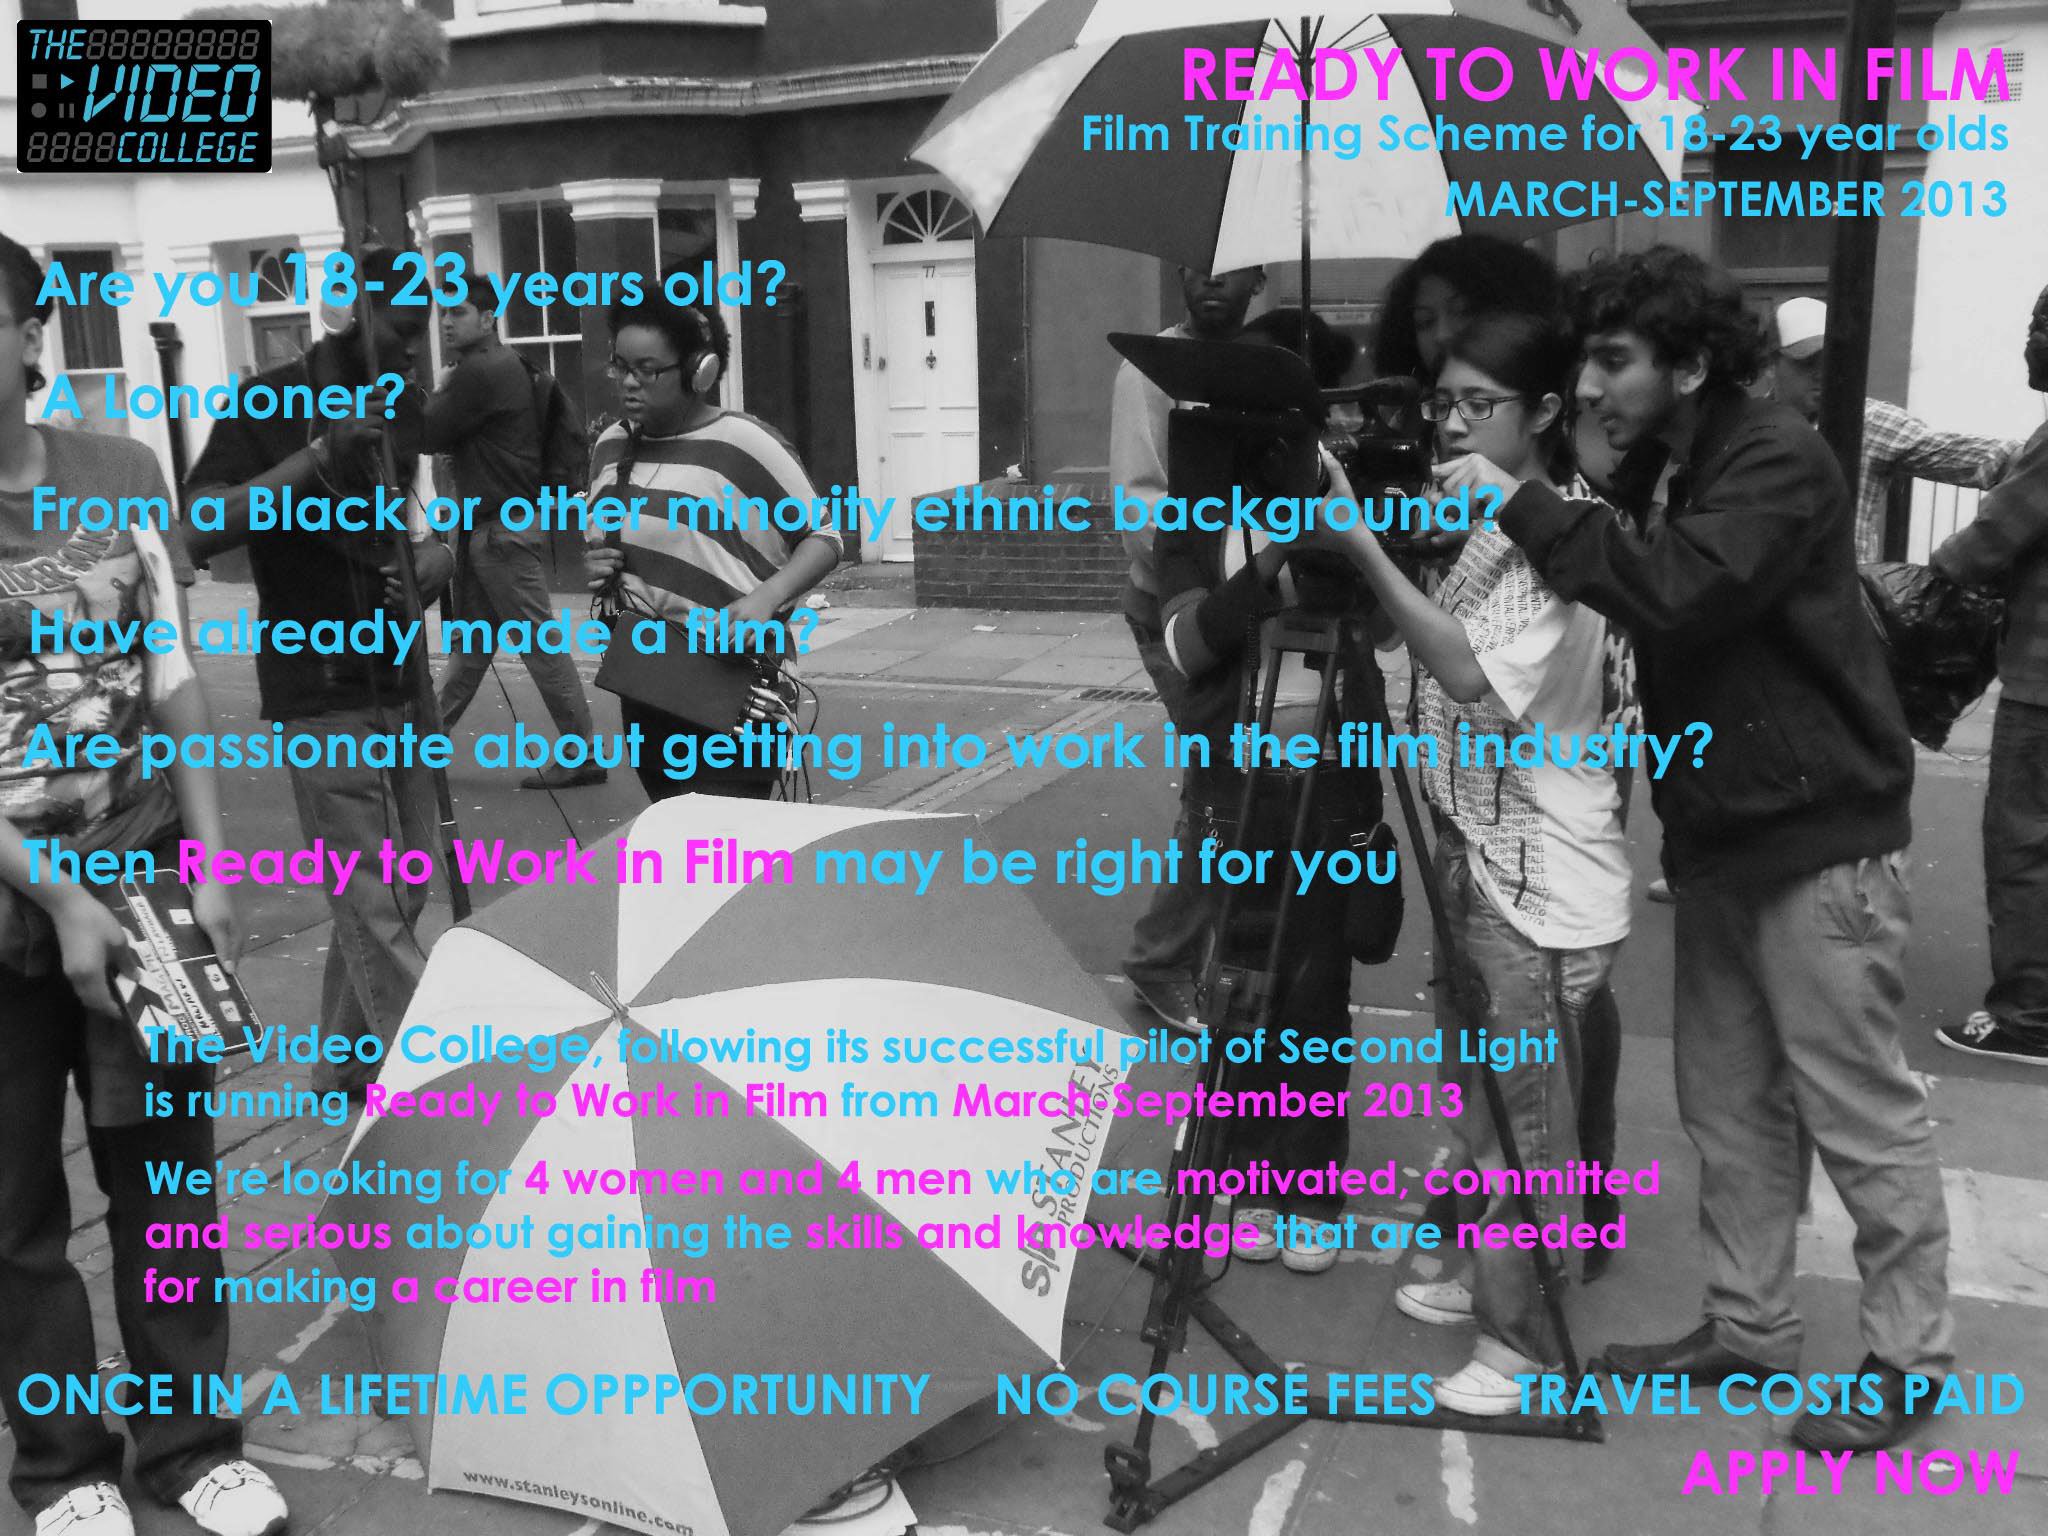 THE
VIDEO
COLLEGE
READY TO WORK IN FILM
Film Training Scheme for 18-23 year olds
MARCH-SEPTEMBER 2013
Are you 18-23 years old?
A Londoner?
From a Black or other minority ethnic background?
Have already made a film?
Are passionate about getting into work in the film industry?
Then Ready to Work in Film may be right for you
The Video College, following its successful pilot of Second Light
is running Ready to Work in Film from March-September 2013
We're looking for 4 women and 4 men who are motivated, committed
and serious about gaining the skills and knowledge that are needed
for making a career in film
ONCE IN A LIFETIME OPPPORTUNITY NO COURSE FEES TRAVEL COSTS PAID
APPLY NOW
77
SONY
STANLEY
PRODUCTIONS
www.stanleysonline.com